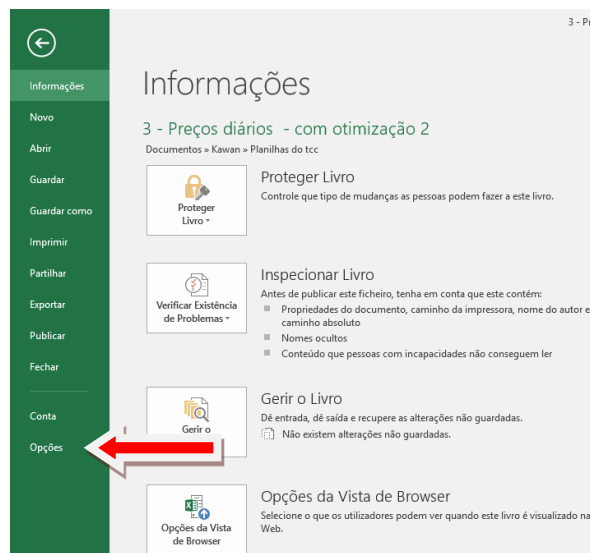 3 - Pr
Informações
Informações
Novo
3 - Preços diários - com otimização 2
Abrir
Documentos » Kawan » Planilhas do tcc
Guardar
Proteger Livro
Controle que tipo de mudanças as pessoas podem fazer a este livro.
Proteger
Livro
Guardar como
Imprimir
Partilhar
Inspecionar Livro
Antes de publicar este ficheiro, tenha em conta que este contém:
Verificar Existência
de Problemas
Propriedades do documento, caminho da impressora, nome do autor e
caminho absoluto
Nomes ocultos
Conteúdo que pessoas com incapacidades não conseguem ler
Exportar
Publicar
Fechar
Gerir o Livro
Dê entrada, dê saída e recupere as alterações não guardadas.
Não existem alterações não guardadas.
Gerir o
Conta
Opções
Opções da Vista de Browser
Selecione o que os utilizadores podem ver quando este livro é visualizado na
Web.
Opções da Vista
de Browser